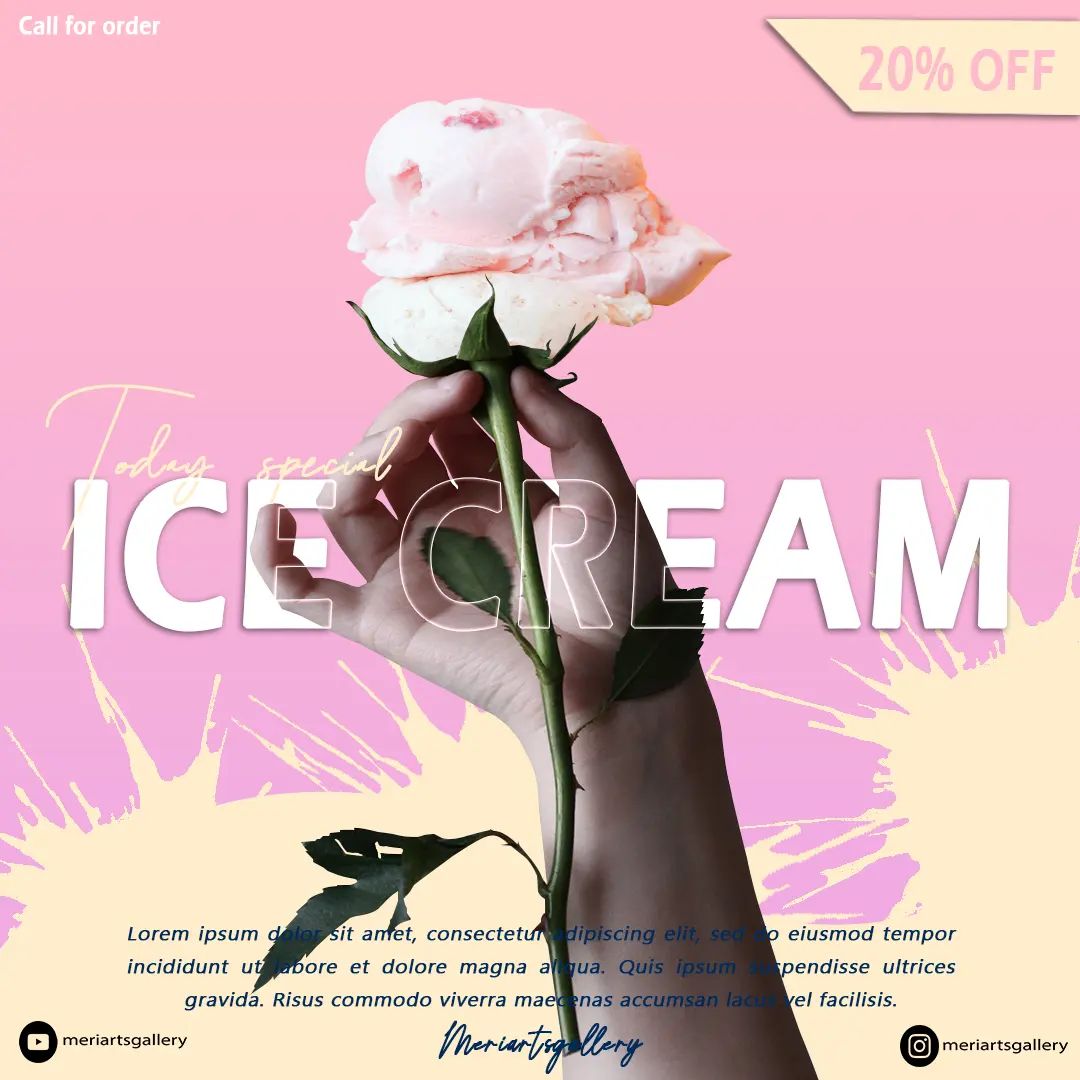 Call for order
20% OFF
Today special
ICE CREAM
Lorem ipsum dolor sit amet, consectetur adipiscing elit, sed do eiusmod tempor
incididunt ut labore et dolore magna aliqua. Quis ipsum suspendisse ultrices
gravida. Risus commodo viverra maecenas accumsan lacus vel facilisis.
Meriartsgallery
meriartsgallery
meriartsgallery